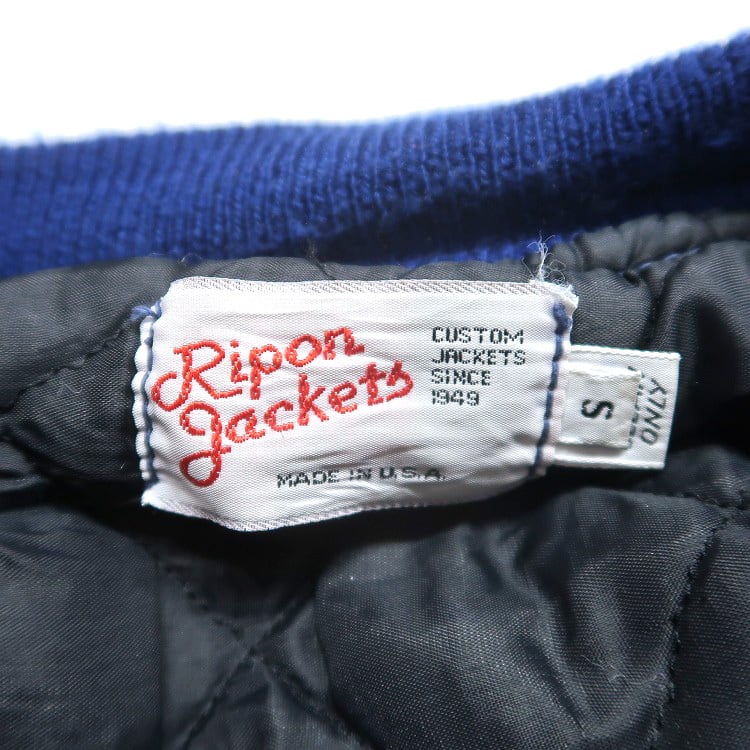 Ripon
Jackets
CUSTOM
JACKETS
SINCE
1949
MADE IN U.S.A.
S
ONLY